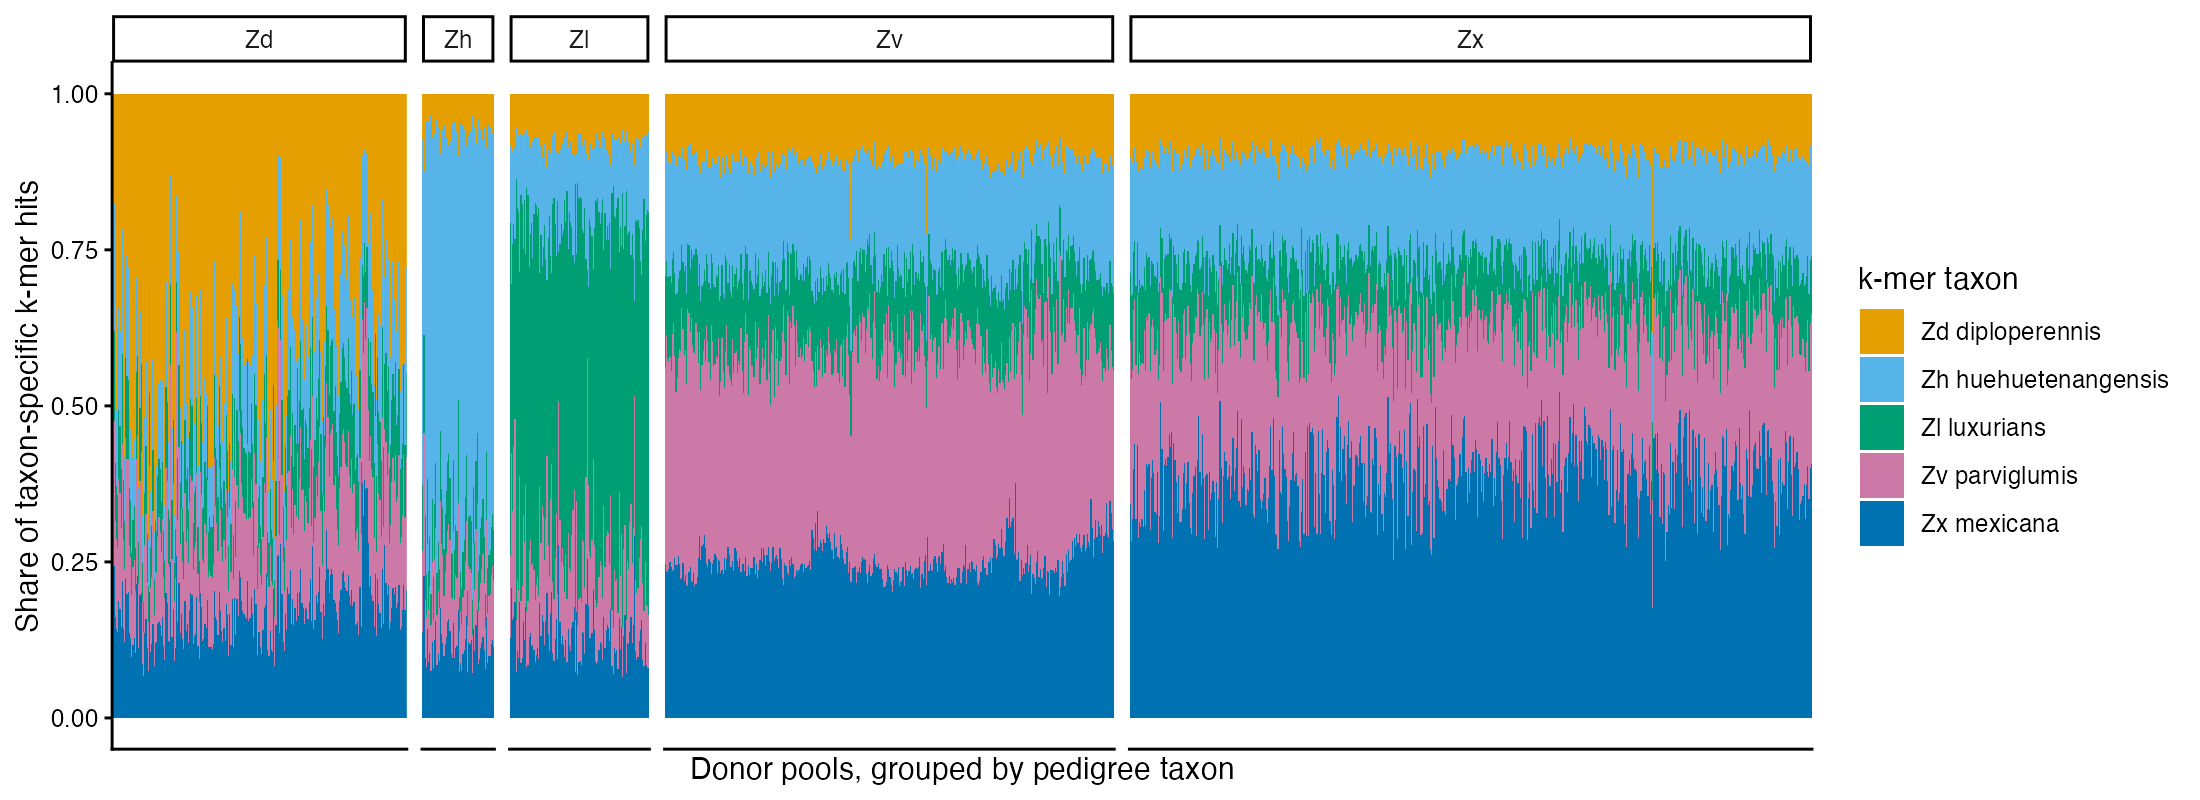 Zd Zh Zl Zv Zx
1.00
0.75
0.50
0.25
0.00
Share of taxon-specific k-mer hits
Donor pools, grouped by pedigree taxon
k-mer taxon
Zd diploperennis
Zh huehuetenangensis
Zl luxurians
Zv parviglumis
Zx mexicana